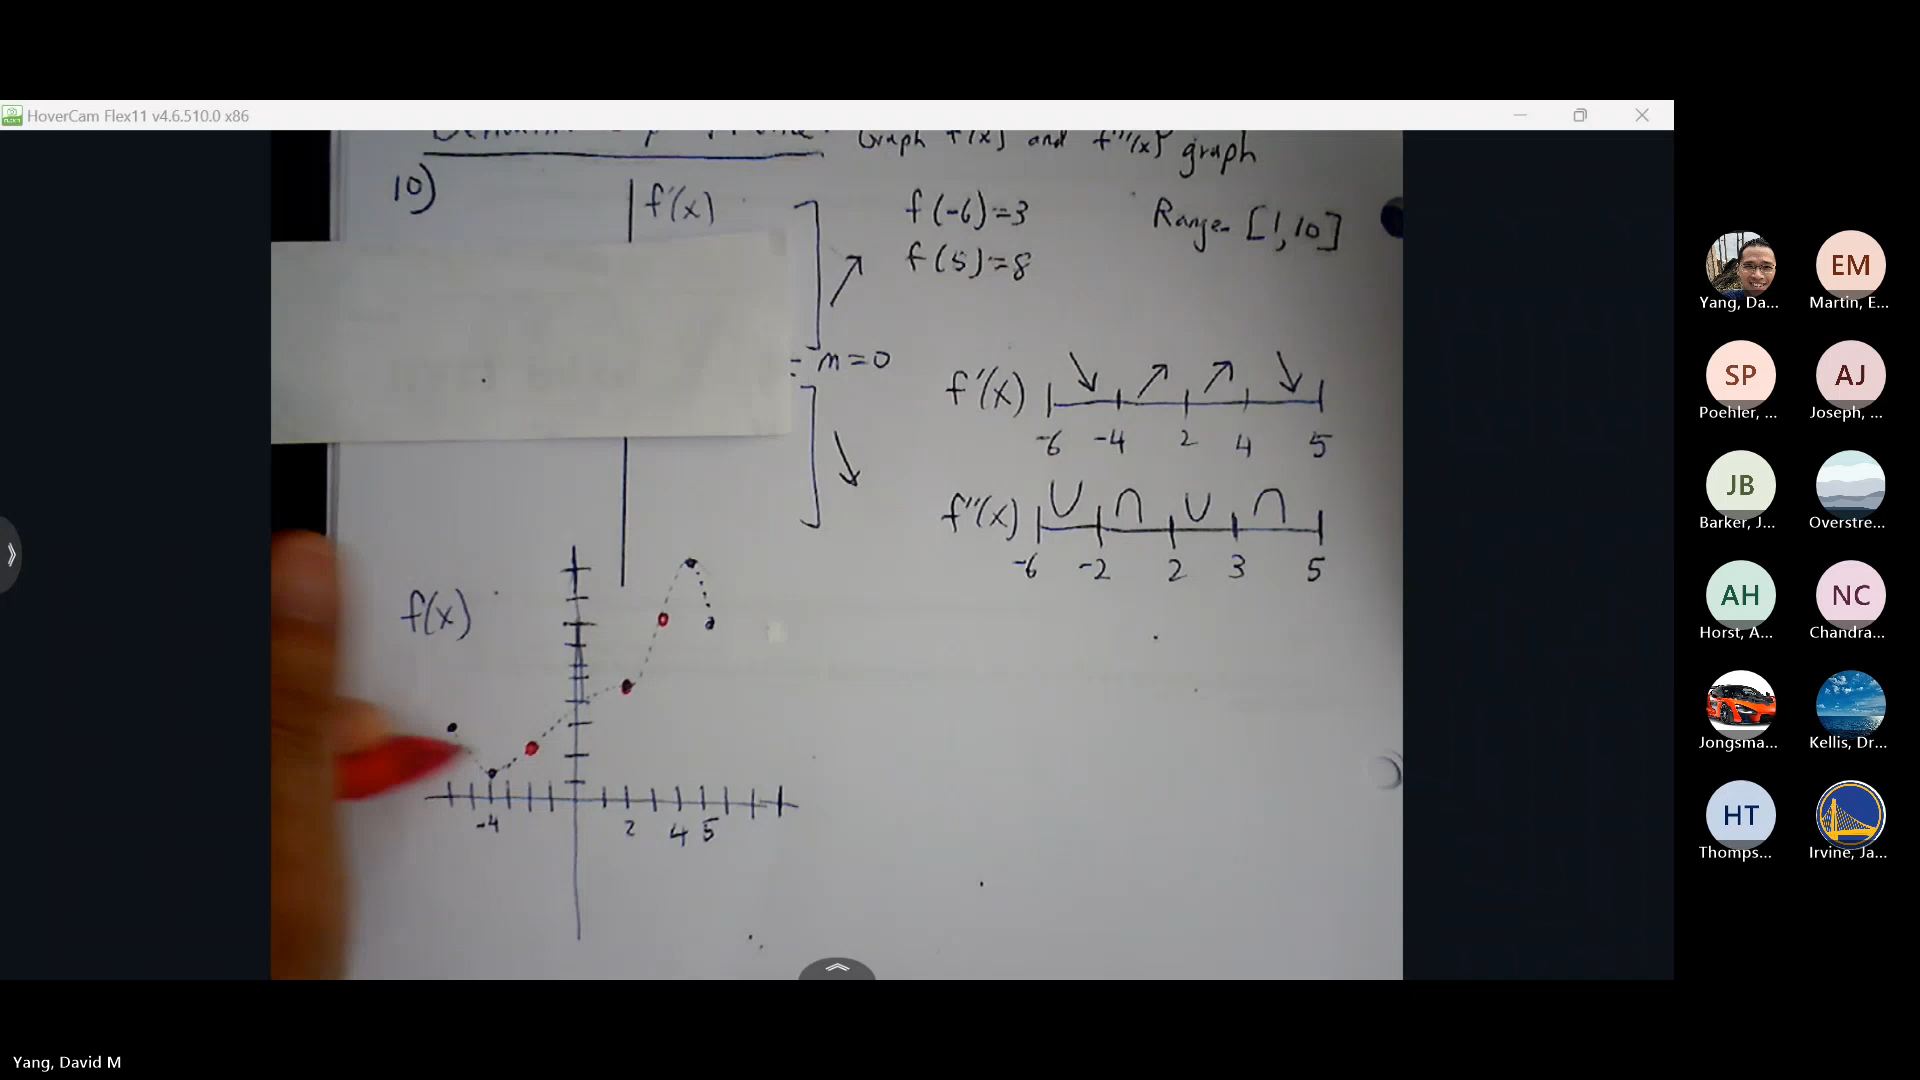 HoverCam Flex11 v4.6.510.0 x86
Graph f(x) and f''(x) graph
10)
f'(x)
f(-6)=3
f(5)=8
Range [1,10]
m=0
f'(x)
-6 -4 2 4 5
f''(x)
-6 -2 2 3 5
f(x)
-4 2 4 5
Yang, Da...
EM
Martin, E...
SP
Poehler, ...
AJ
Joseph, ...
JB
Barker, J...
Overstre...
AH
Horst, A...
NC
Chandra...
Jongsma...
Kellis, Dr...
HT
Thomps...
Irvine, Ja...
Yang, David M